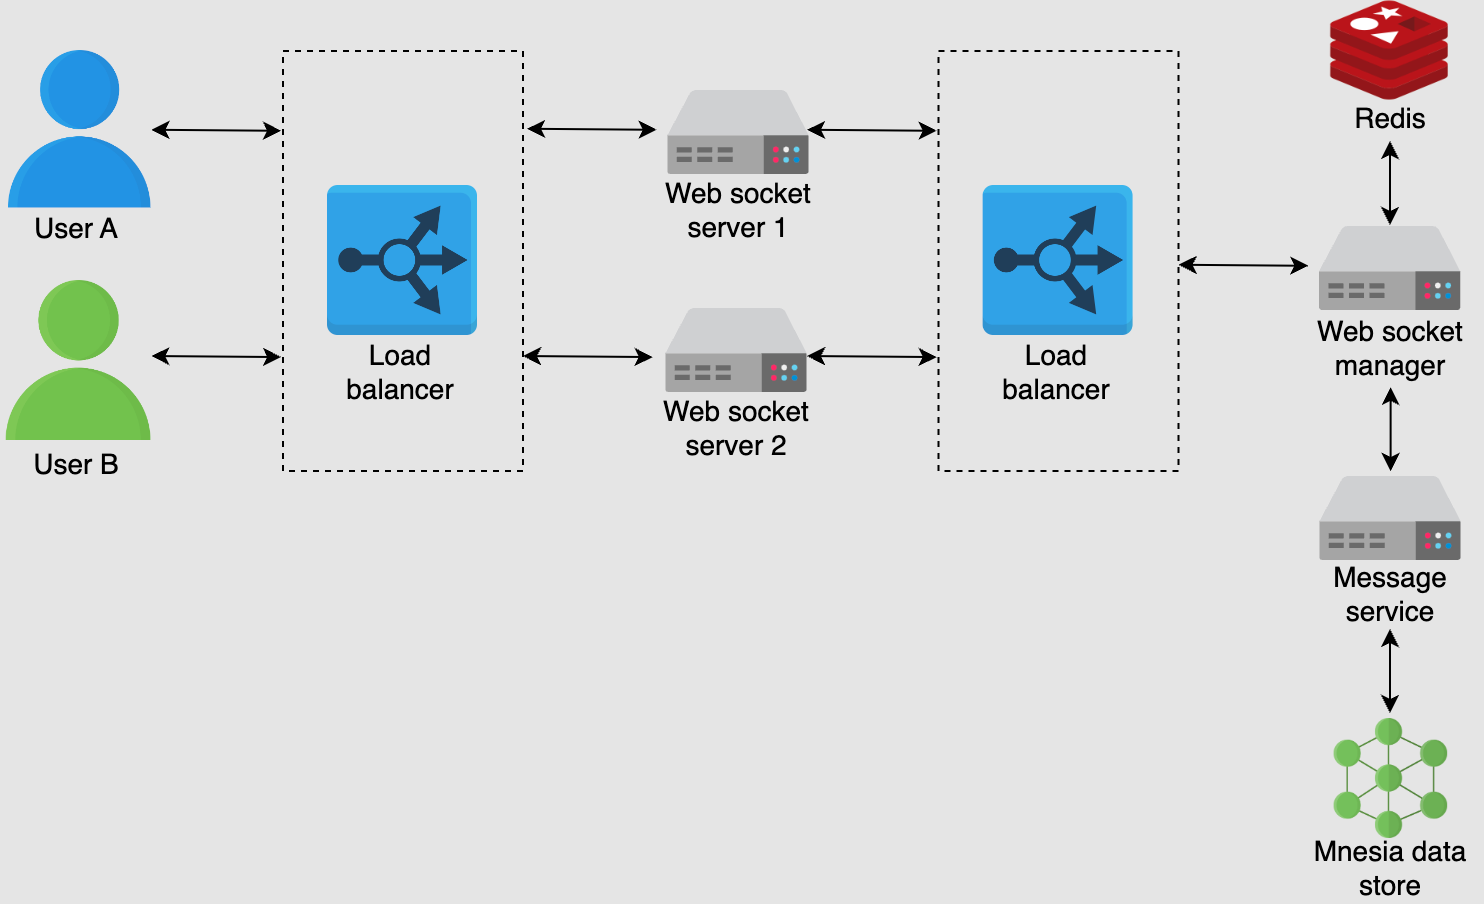 User A
User B
Load
balancer
Web socket
server 1
Web socket
server 2
Load
balancer
Redis
Web socket
manager
Message
service
Mnesia data
store